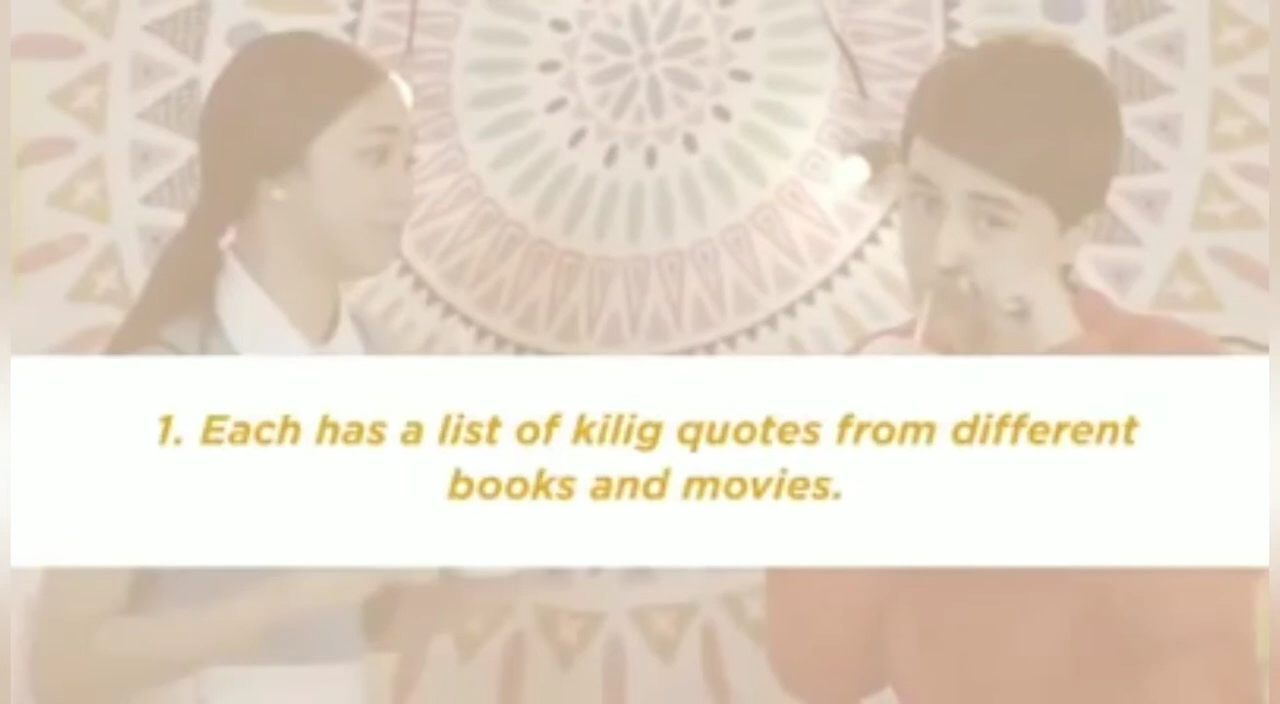 1. Each has a list of kilig quotes from different
books and movies.